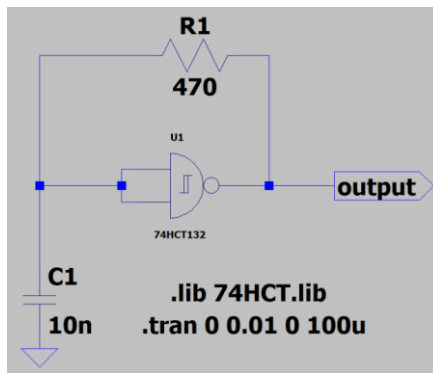 R1
470
U1
output
74HCT132
C1
10n
.lib 74HCT.lib
.tran 0 0.01 0 100u